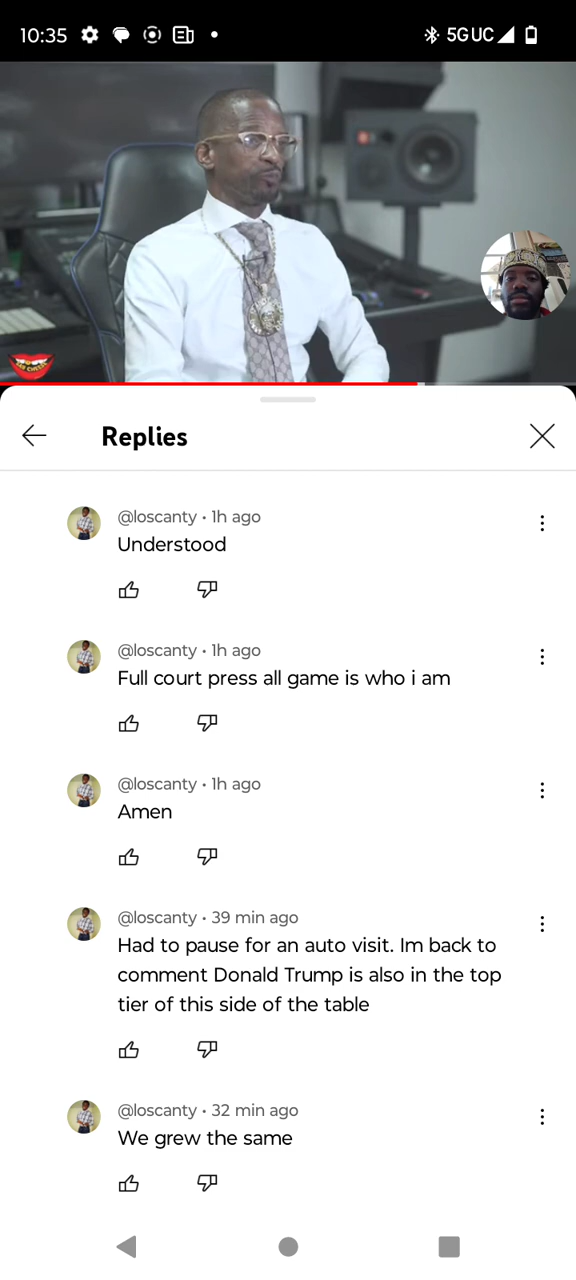 10:35
5G UC
SAY CHEESE
Replies
@loscanty • 1h ago
Understood
@loscanty • 1h ago
Full court press all game is who i am
@loscanty • 1h ago
Amen
@loscanty • 39 min ago
Had to pause for an auto visit. Im back to
comment Donald Trump is also in the top
tier of this side of the table
@loscanty • 32 min ago
We grew the same